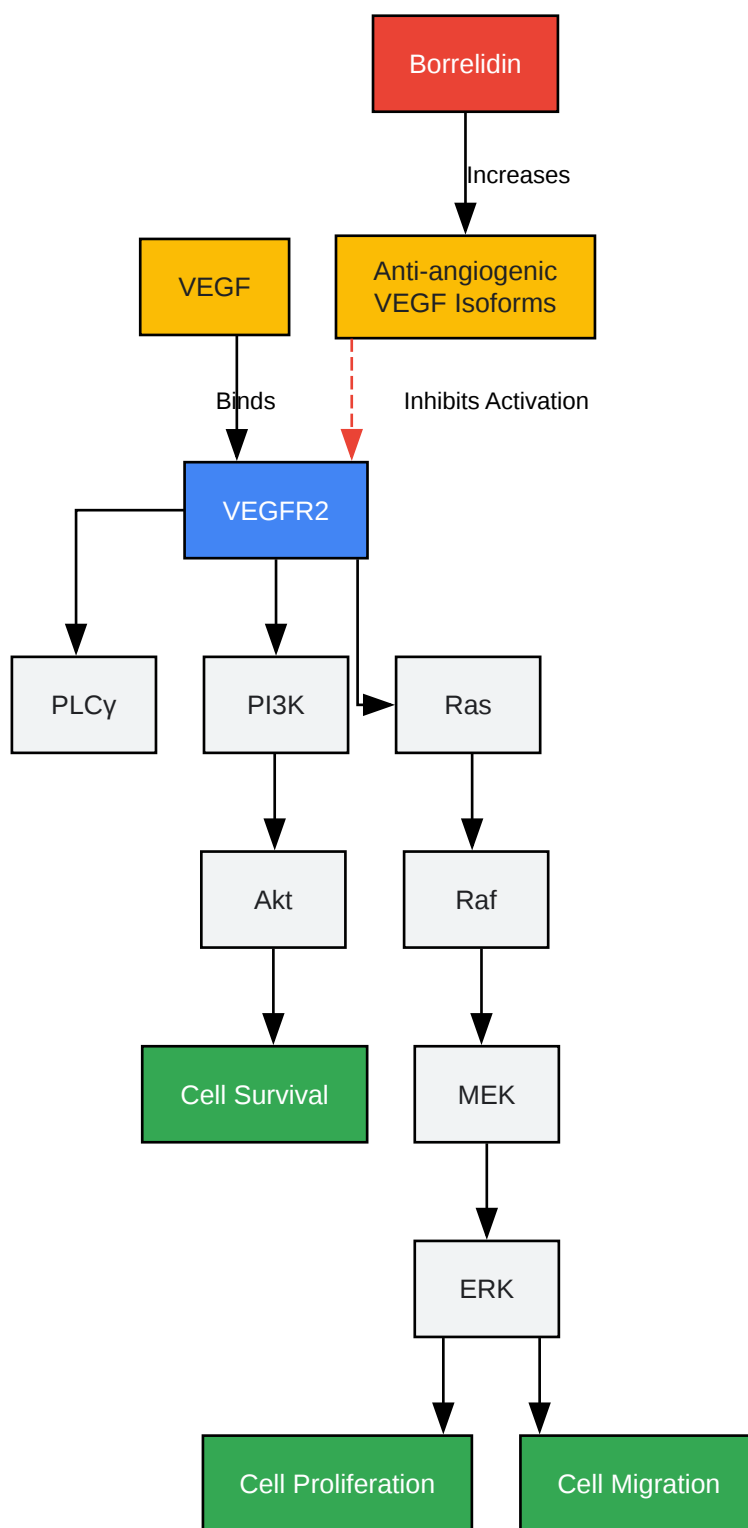 Borrelidin
Increases
VEGF
Anti-angiogenic
VEGF Isoforms
Binds
Inhibits Activation
VEGFR2
PLCγ
PI3K
Ras
Akt
Raf
Cell Survival
MEK
ERK
Cell Proliferation
Cell Migration